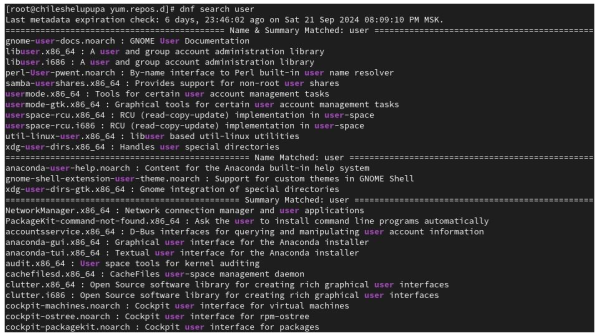 [root@chileshelupupa yum.repos.d]# dnf search user
Last metadata expiration check: 6 days, 23:46:02 ago on Sat 21 Sep 2024 08:09:10 PM MSK.
======================================== Name & Summary Matched: user ========================================
gnome-user-docs.noarch : GNOME User Documentation
libuser.x86_64 : A user and group account administration library
libuser.i686 : A user and group account administration library
perl-User-pwent.noarch : By-name interface to Perl built-in user name resolver
samba-usershares.x86_64 : Provides support for non-root user shares
usermode.x86_64 : Tools for certain user account management tasks
usermode-gtk.x86_64 : Graphical tools for certain user account management tasks
userspace-rcu.x86_64 : RCU (read-copy-update) implementation in user-space
userspace-rcu.i686 : RCU (read-copy-update) implementation in user-space
util-linux-user.x86_64 : libuser based util-linux utilities
xdg-user-dirs.x86_64 : Handles user special directories
============================================= Name Matched: user =============================================
anaconda-user-help.noarch : Content for the Anaconda built-in help system
gnome-shell-extension-user-theme.noarch : Support for custom themes in GNOME Shell
xdg-user-dirs-gtk.x86_64 : Gnome integration of special directories
=========================================== Summary Matched: user ============================================
NetworkManager.x86_64 : Network connection manager and user applications
PackageKit-command-not-found.x86_64 : Ask the user to install command line programs automatically
accountsservice.x86_64 : D-Bus interfaces for querying and manipulating user account information
anaconda-gui.x86_64 : Graphical user interface for the Anaconda installer
anaconda-tui.x86_64 : Textual user interface for the Anaconda installer
audit.x86_64 : User space tools for kernel auditing
cachefilesd.x86_64 : CacheFiles user-space management daemon
clutter.x86_64 : Open Source software library for creating rich graphical user interfaces
clutter.i686 : Open Source software library for creating rich graphical user interfaces
cockpit-machines.noarch : Cockpit user interface for virtual machines
cockpit-ostree.noarch : Cockpit user interface for rpm-ostree
cockpit-packagekit.noarch : Cockpit user interface for packages